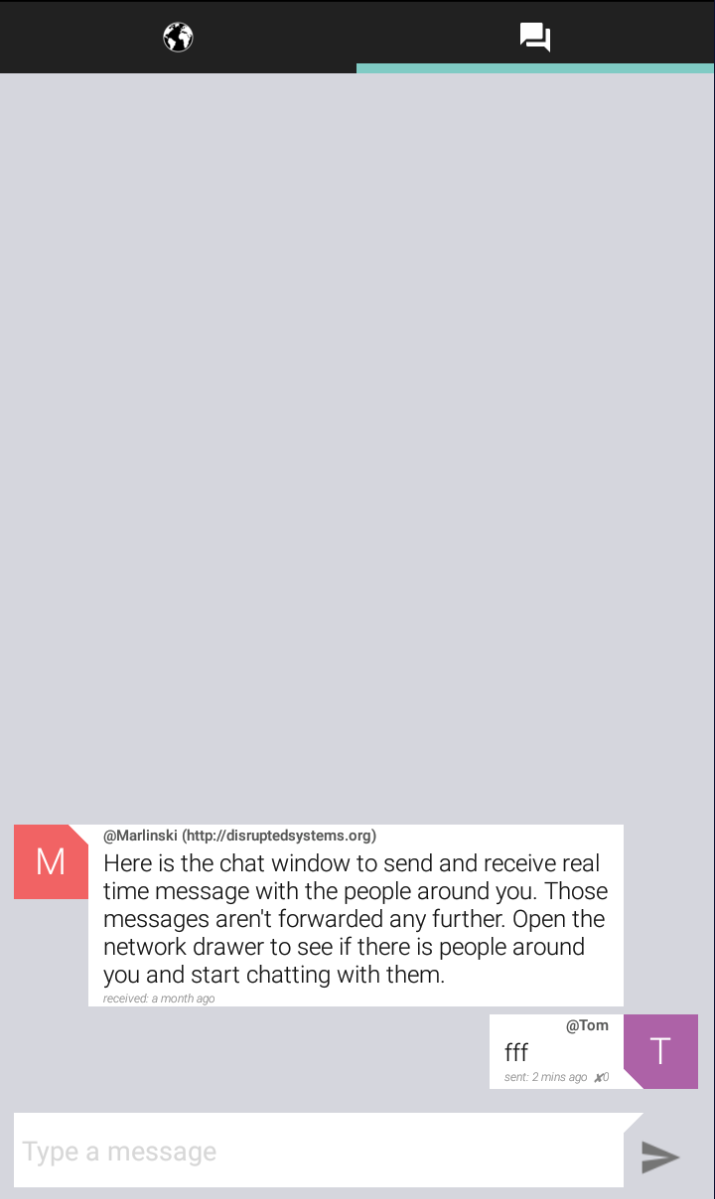 M
@Marlinski (http://disruptedsystems.org)
Here is the chat window to send and receive real
time message with the people around you. Those
messages aren't forwarded any further. Open the
network drawer to see if there is people around
you and start chatting with them.
received: a month ago
@Tom
fff
T
sent: 2 mins ago ✘0
Type a message